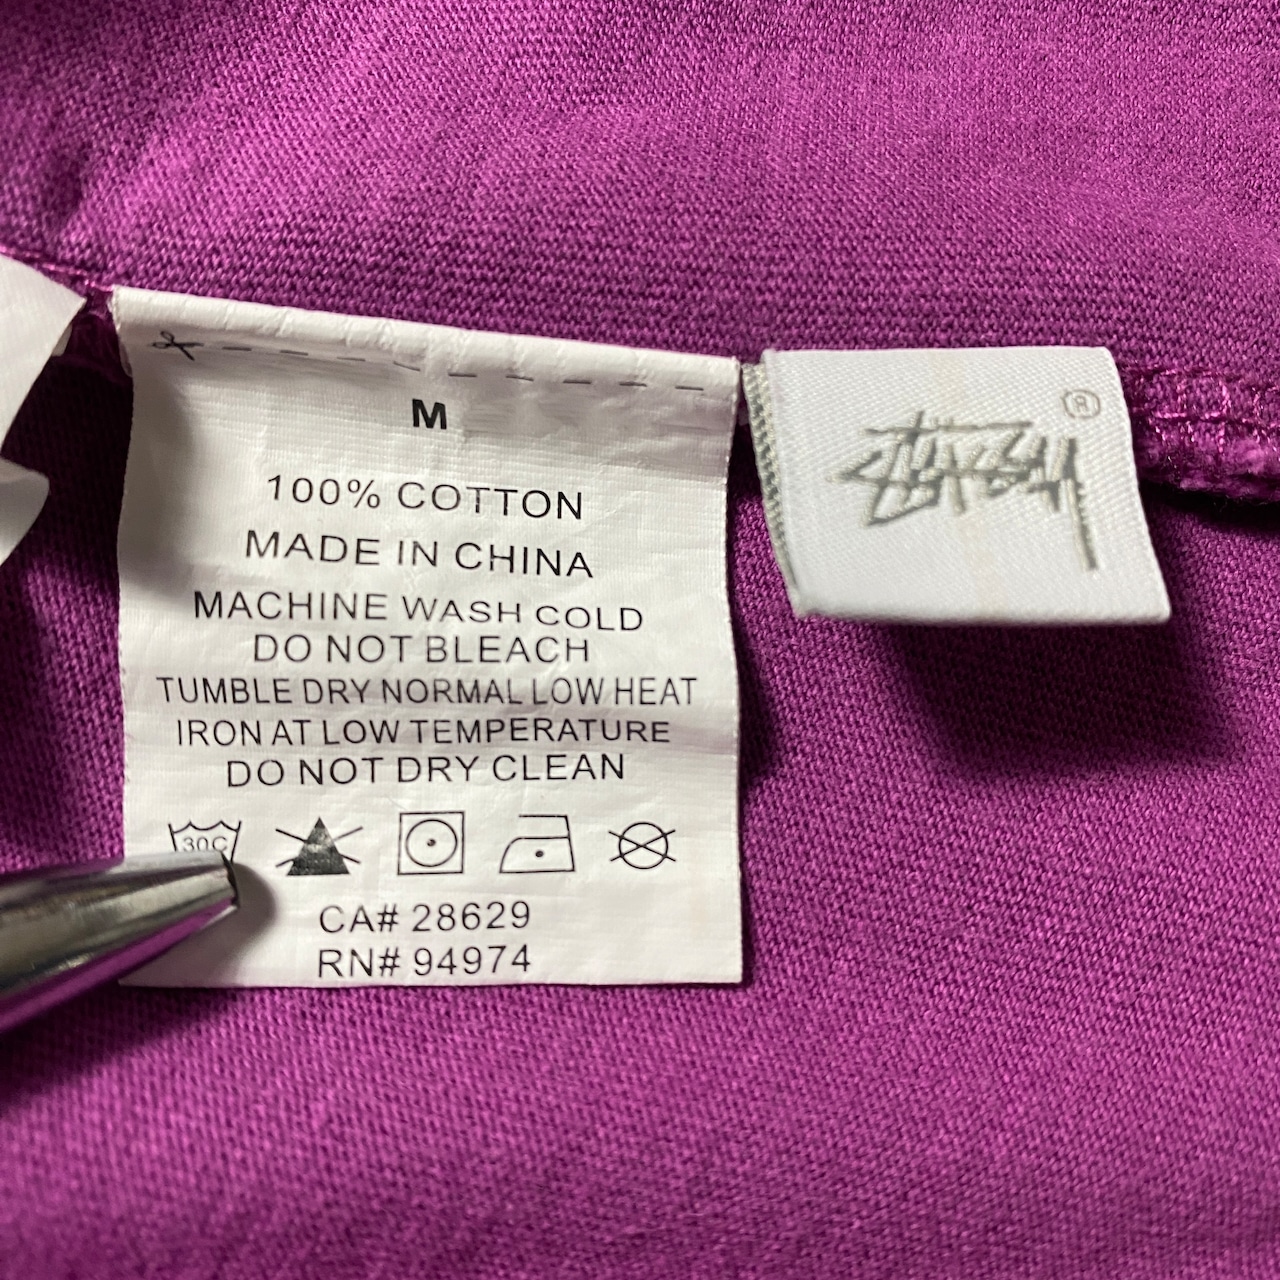 M
100% COTTON
MADE IN CHINA
MACHINE WASH COLD
DO NOT BLEACH
TUMBLE DRY NORMAL LOW HEAT
IRON AT LOW TEMPERATURE
DO NOT DRY CLEAN
30C
CA# 28629
RN# 94974
Stüssy ®